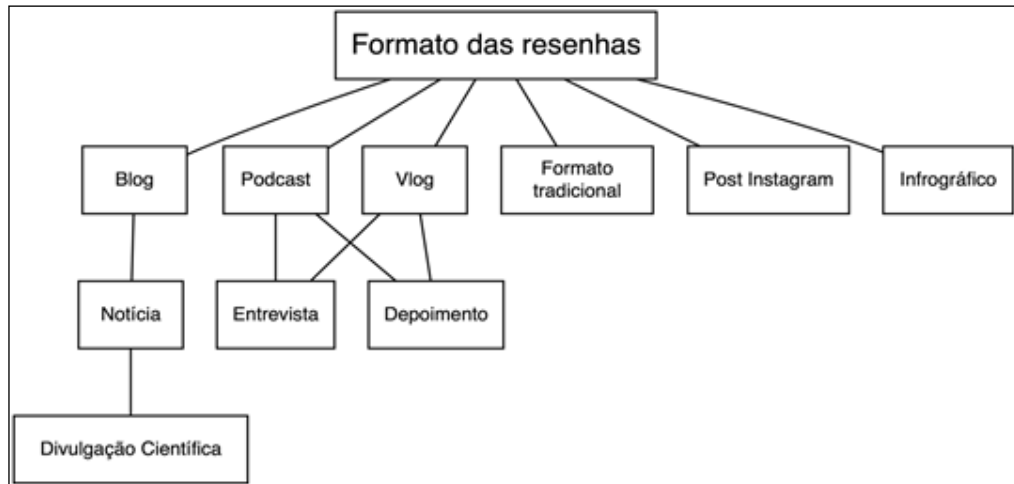 Formato das resenhas
Blog
Podcast
Vlog
Formato
tradicional
Post Instagram
Infrográfico
Notícia
Entrevista
Depoimento
Divulgação Científica